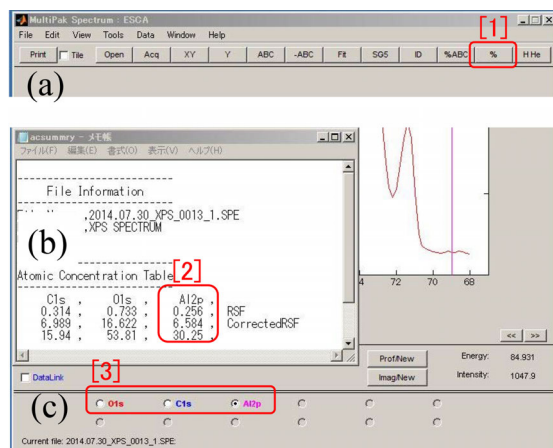 MultiPak Spectrum : ESCA
File Edit View Tools Data Window Help
[1]
Print Tile Open Acq XY Y ABC -ABC Fit SG5 ID %ABC % H He
(a)
acsummry - メモ帳
ファイル(F) 編集(E) 書式(O) 表示(V) ヘルプ(H)
File Information
,2014.07.30_XPS_0013_1.SPE
,XPS SPECTRUM
(b)
[2]
Atomic Concentration Table
C1s , O1s , Al2p ,
0.314 , 0.733 , 0.256 , RSF
6.989 , 16.622 , 6.584 , CorrectedRSF
15.94 , 53.81 , 30.25 ,
4 72 70 68
<< >>
Prof/New Energy: 84.931
DataLink
Imag/New Intensity: 1047.9
[3]
(c)
O1s C1s Al2p
Current file: 2014.07.30_XPS_0013_1.SPE: